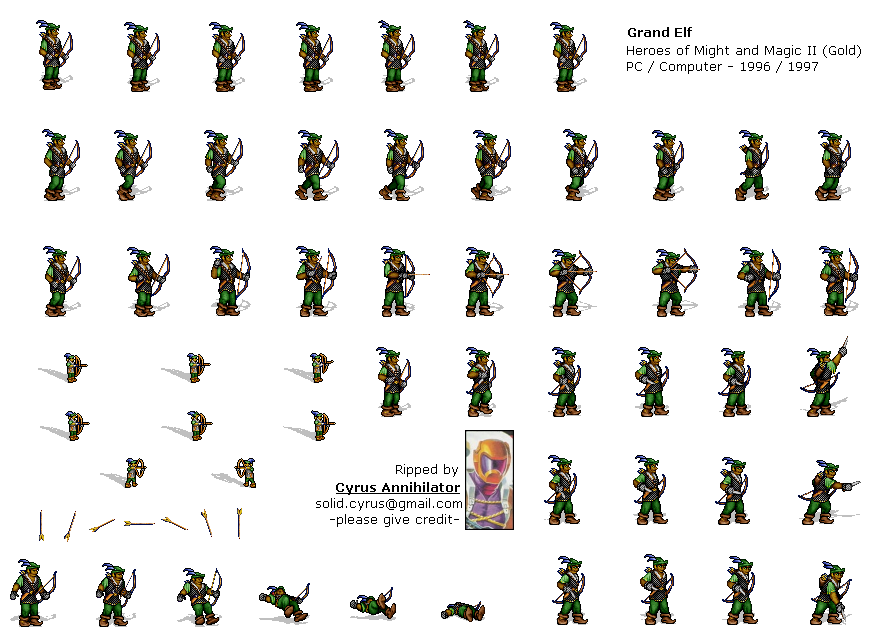 Grand Elf
Heroes of Might and Magic II (Gold)
PC / Computer - 1996 / 1997
Ripped by
Cyrus Annihilator
solid.cyrus@gmail.com
-please give credit-